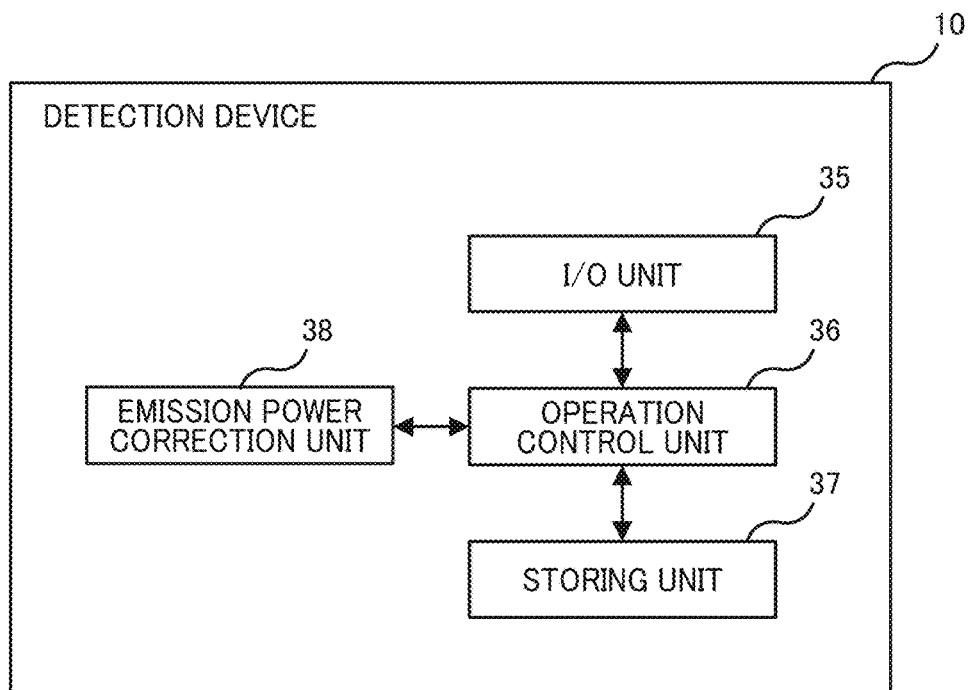 10
DETECTION DEVICE
35
I/O UNIT
38
36
EMISSION POWER
CORRECTION UNIT
OPERATION
CONTROL UNIT
37
STORING UNIT